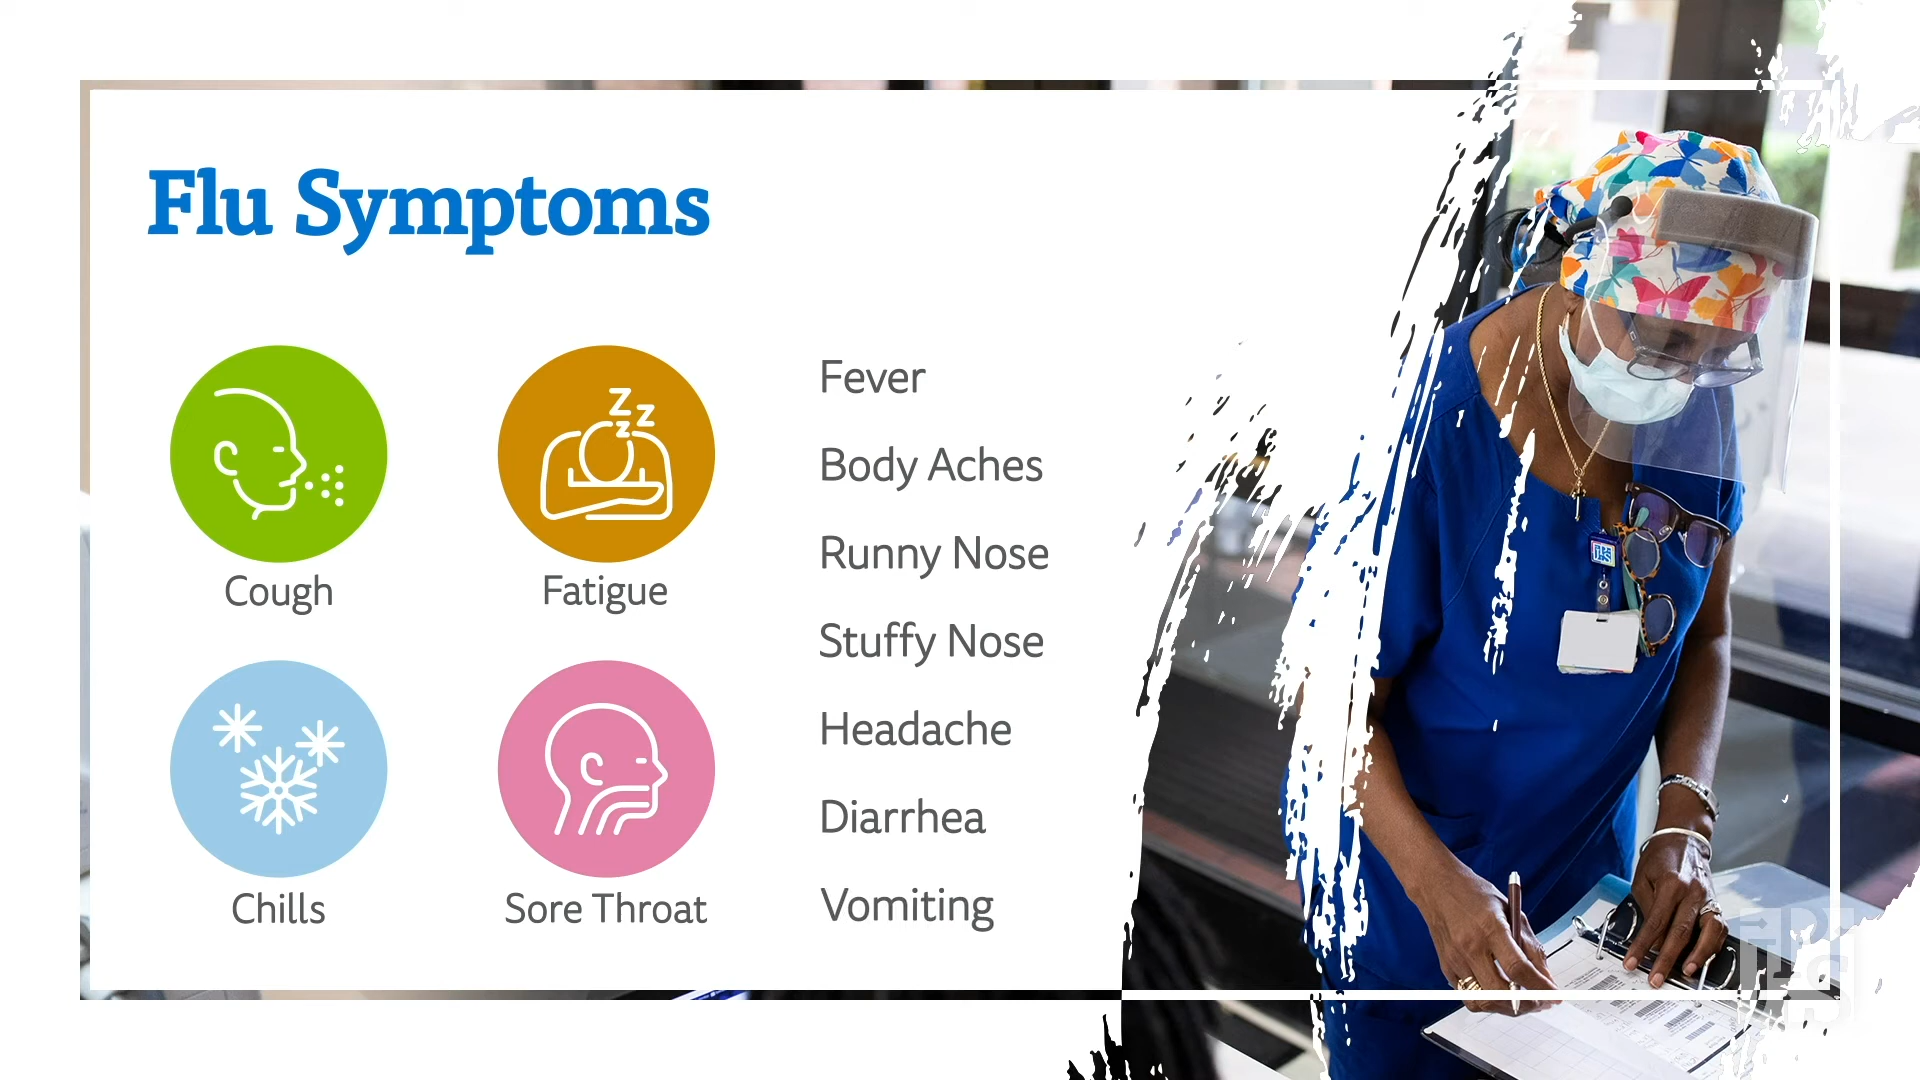 Flu Symptoms
z
z
z
Cough
Fatigue
Chills
Sore Throat
Fever
Body Aches
Runny Nose
Stuffy Nose
Headache
Diarrhea
Vomiting